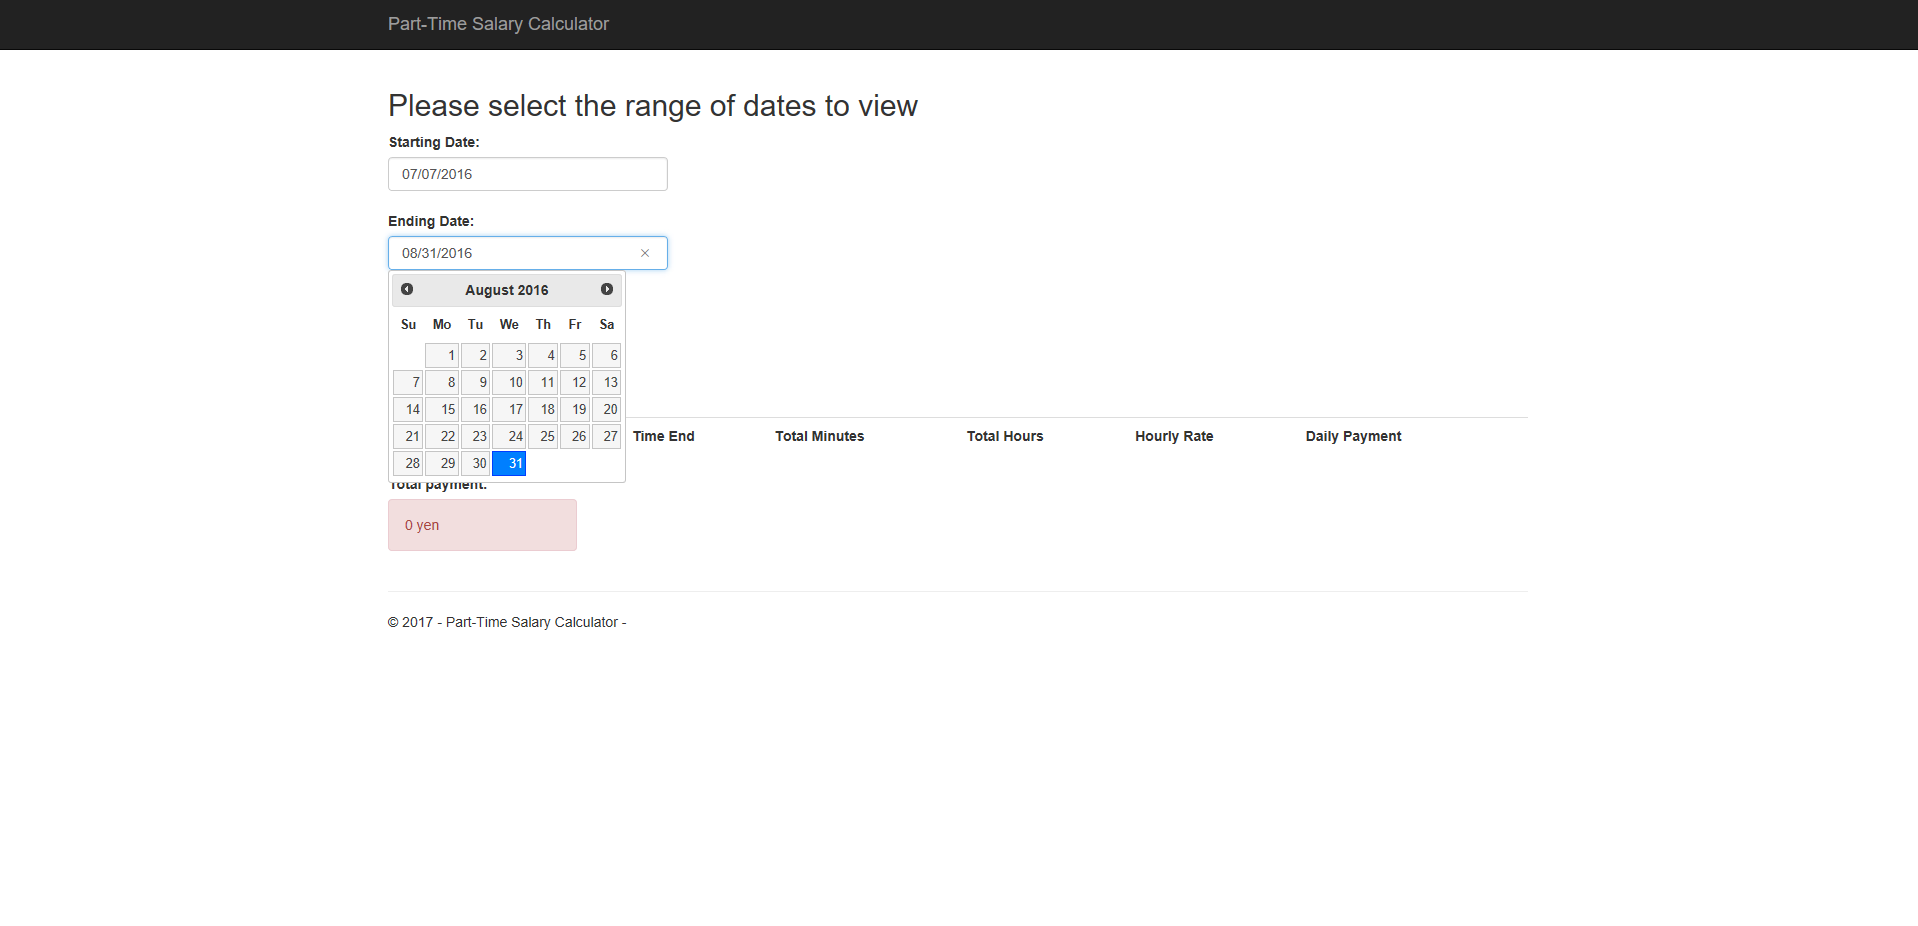 Part-Time Salary Calculator
Please select the range of dates to view
Starting Date:
07/07/2016
Ending Date:
08/31/2016
August 2016
Su Mo Tu We Th Fr Sa
1 2 3 4 5 6
7 8 9 10 11 12 13
14 15 16 17 18 19 20
21 22 23 24 25 26 27
28 29 30 31
Time End Total Minutes Total Hours Hourly Rate Daily Payment
Total payment:
0 yen
© 2017 - Part-Time Salary Calculator -